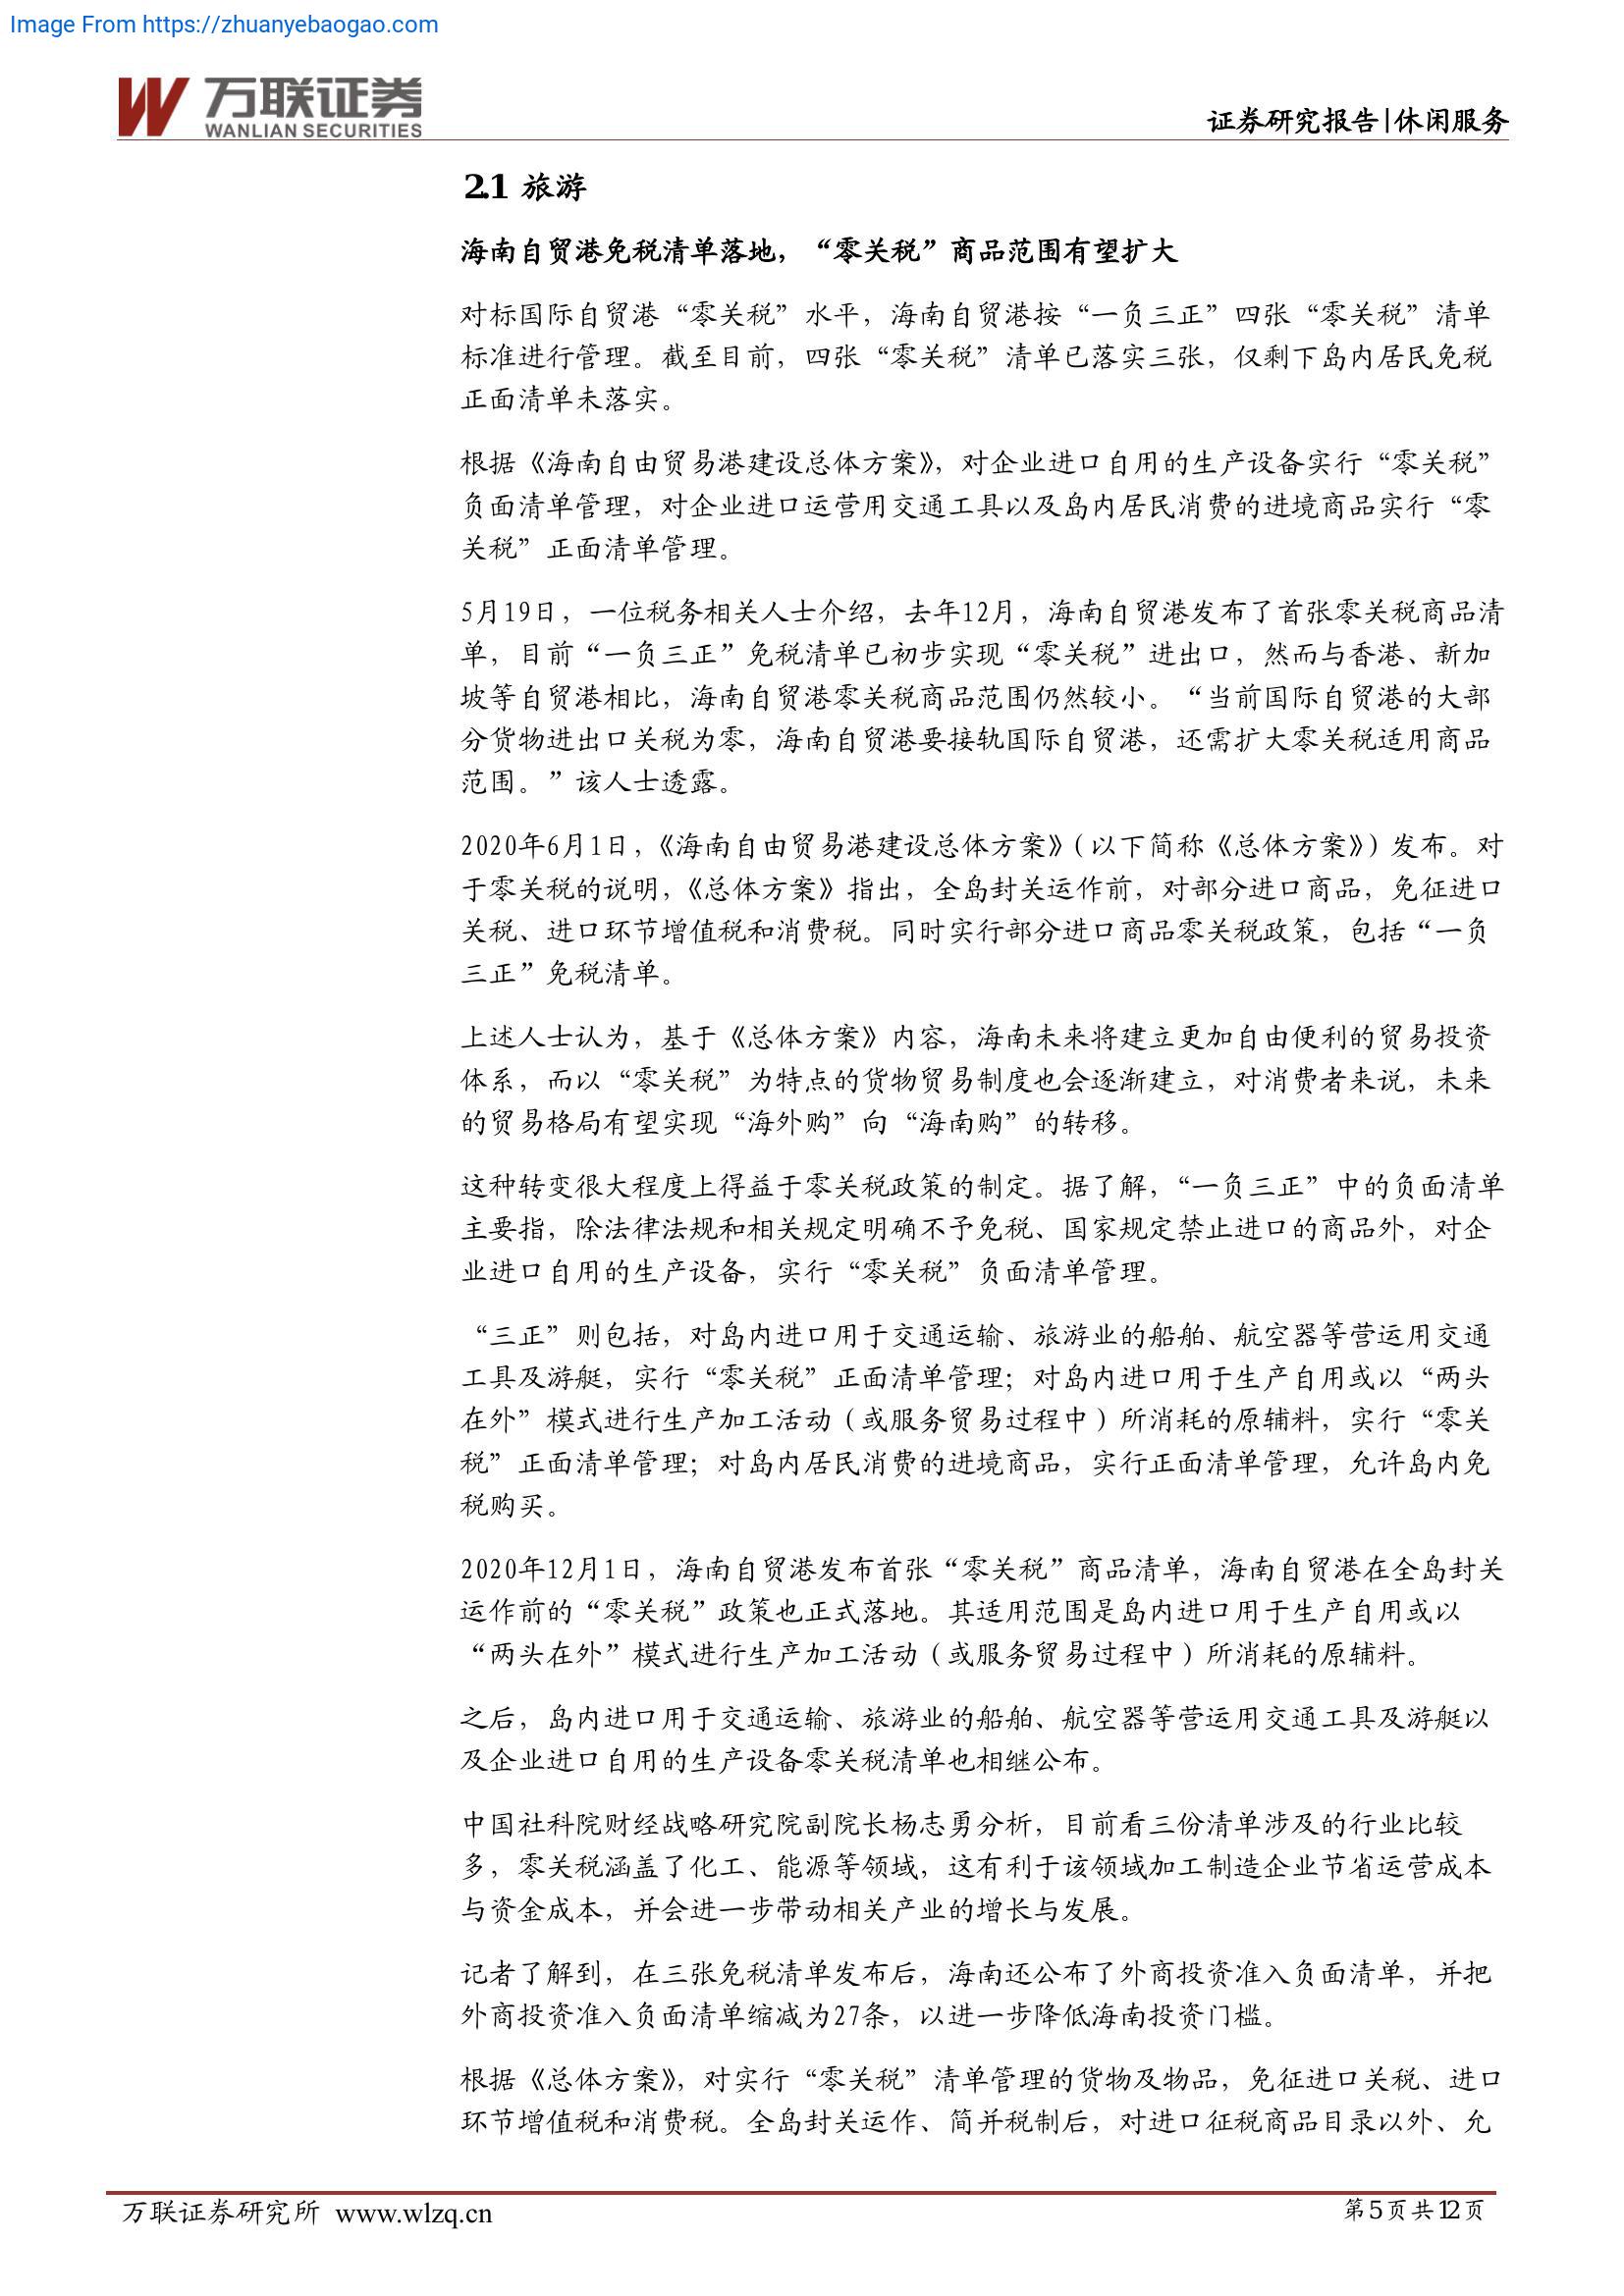 Image From https://zhuanyebaogao.com
万联证券
WANLIAN SECURITIES
证券研究报告|休闲服务
2.1 旅游
海南自贸港免税清单落地，“零关税”商品范围有望扩大
对标国际自贸港“零关税”水平，海南自贸港按“一负三正”四张“零关税”清单
标准进行管理。截至目前，四张“零关税”清单已落实三张，仅剩下岛内居民免税
正面清单未落实。
根据《海南自由贸易港建设总体方案》，对企业进口自用的生产设备实行“零关税”
负面清单管理，对企业进口运营用交通工具以及岛内居民消费的进境商品实行“零
关税”正面清单管理。
5月19日，一位税务相关人士介绍，去年12月，海南自贸港发布了首张零关税商品清
单，目前“一负三正”免税清单已初步实现“零关税”进出口，然而与香港、新加
坡等自贸港相比，海南自贸港零关税商品范围仍然较小。“当前国际自贸港的大部
分货物进出口关税为零，海南自贸港要接轨国际自贸港，还需扩大零关税适用商品
范围。”该人士透露。
2020年6月1日，《海南自由贸易港建设总体方案》（以下简称《总体方案》）发布。对
于零关税的说明，《总体方案》指出，全岛封关运作前，对部分进口商品，免征进口
关税、进口环节增值税和消费税。同时实行部分进口商品零关税政策，包括“一负
三正”免税清单。
上述人士认为，基于《总体方案》内容，海南未来将建立更加自由便利的贸易投资
体系，而以“零关税”为特点的货物贸易制度也会逐渐建立，对消费者来说，未来
的贸易格局有望实现“海外购”向“海南购”的转移。
这种转变很大程度上得益于零关税政策的制定。据了解，“一负三正”中的负面清单
主要指，除法律法规和相关规定明确不予免税、国家规定禁止进口的商品外，对企
业进口自用的生产设备，实行“零关税”负面清单管理。
“三正”则包括，对岛内进口用于交通运输、旅游业的船舶、航空器等营运用交通
工具及游艇，实行“零关税”正面清单管理；对岛内进口用于生产自用或以“两头
在外”模式进行生产加工活动（或服务贸易过程中）所消耗的原辅料，实行“零关
税”正面清单管理；对岛内居民消费的进境商品，实行正面清单管理，允许岛内免
税购买。
2020年12月1日，海南自贸港发布首张“零关税”商品清单，海南自贸港在全岛封关
运作前的“零关税”政策也正式落地。其适用范围是岛内进口用于生产自用或以
“两头在外”模式进行生产加工活动（或服务贸易过程中）所消耗的原辅料。
之后，岛内进口用于交通运输、旅游业的船舶、航空器等营运用交通工具及游艇以
及企业进口自用的生产设备零关税清单也相继公布。
中国社科院财经战略研究院副院长杨志勇分析，目前看三份清单涉及的行业比较
多，零关税涵盖了化工、能源等领域，这有利于该领域加工制造企业节省运营成本
与资金成本，并会进一步带动相关产业的增长与发展。
记者了解到，在三张免税清单发布后，海南还公布了外商投资准入负面清单，并把
外商投资准入负面清单缩减为27条，以进一步降低海南投资门槛。
根据《总体方案》，对实行“零关税”清单管理的货物及物品，免征进口关税、进口
环节增值税和消费税。全岛封关运作、简并税制后，对进口征税商品目录以外、允
万联证券研究所 www.wlzq.cn
第5页共12页